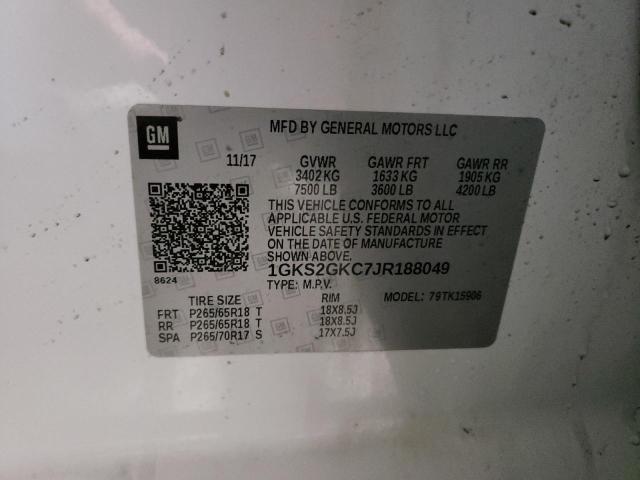 GM
MFD BY GENERAL MOTORS LLC
11/17 GVWR GAWR FRT GAWR RR
3402 KG 1633 KG 1905 KG
7500 LB 3600 LB 4200 LB
THIS VEHICLE CONFORMS TO ALL
APPLICABLE U.S. FEDERAL MOTOR
VEHICLE SAFETY STANDARDS IN EFFECT
ON THE DATE OF MANUFACTURE
SHOWN ABOVE.
1GKS2GKC7JR188049
8624
TYPE: M.P.V. MODEL: 79TK15906
TIRE SIZE RIM
FRT P265/65R18 T 18X8.5J
RR P265/65R18 T 18X8.5J
SPA P265/70R17 S 17X7.5J